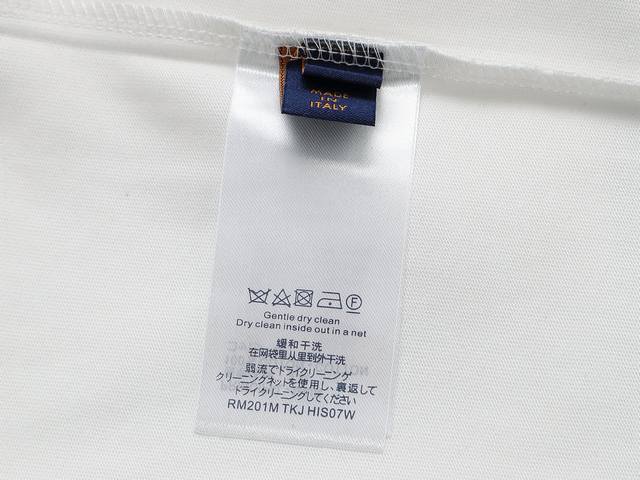 MADE
IN
ITALY
F
Gentle dry clean
Dry clean inside out in a net
缓和干洗
在网袋里从里到外干洗
弱流でドライクリーニング
クリーニングネットを使用し、裏返して
ドライクリーニングしてください
RM201M TKJ HIS07W